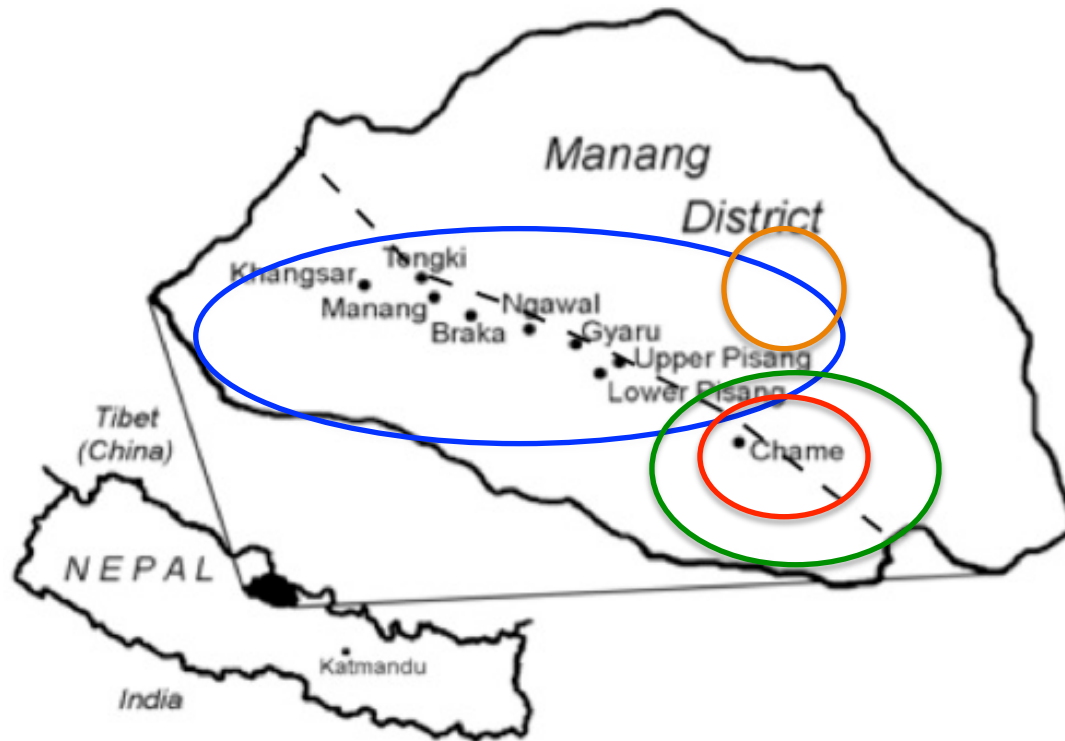 Manang
District
Tengki
Khangsar
Manang
Ngawal
Braka
Gyaru
Upper Pisang
Lower Pisang
Chame
Tibet
(China)
NEPAL
Katmandu
India